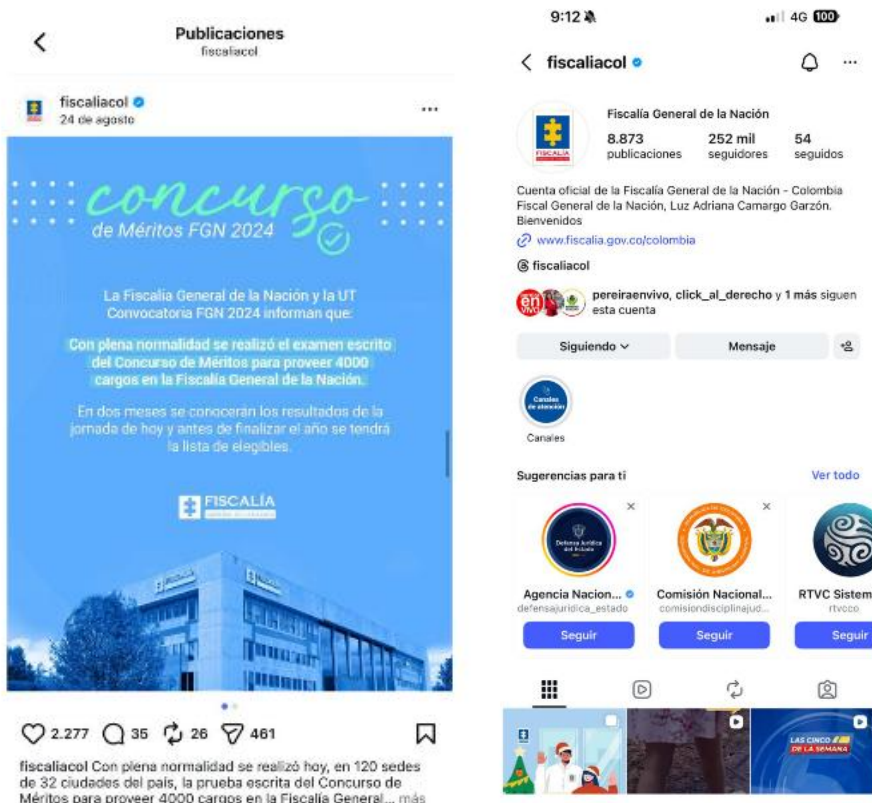 Publicaciones
fiscaliacol
fiscaliacol
24 de agosto
concurso
de Méritos FGN 2024
La Fiscalía General de la Nación y la UT
Convocatoria FGN 2024 informan que:
Con plena normalidad se realizó el examen escrito
del Concurso de Méritos para proveer 4000
cargos en la Fiscalía General de la Nación.
En dos meses se conocerán los resultados de la
jornada de hoy y antes de finalizar el año se tendrá
la lista de elegibles.
FISCALÍA
2.277 35 26 461
fiscaliacol Con plena normalidad se realizó hoy, en 120 sedes
de 32 ciudades del país, la prueba escrita del Concurso de
Méritos para proveer 4000 cargos en la Fiscalía General... más
9:12 4G 100
fiscaliacol
Fiscalía General de la Nación
8.873 252 mil 54
publicaciones seguidores seguidos
FISCALÍA
Cuenta oficial de la Fiscalía General de la Nación - Colombia
Fiscal General de la Nación, Luz Adriana Camargo Garzón.
Bienvenidos
www.fiscalia.gov.co/colombia
fiscaliacol
en
VIVO
pereiraenvivo, click_al_derecho y 1 más siguen
esta cuenta
Siguiendo Mensaje
Canales
de atención
Canales
Sugerencias para ti Ver todo
Defensa Jurídica
del Estado
Agencia Nacion... Comisión Nacional... RTVC Sistem
defensajuridica_estado comisiondisciplinajud... rtvcco
Seguir Seguir Seguir
LAS CINCO
DE LA SEMANA